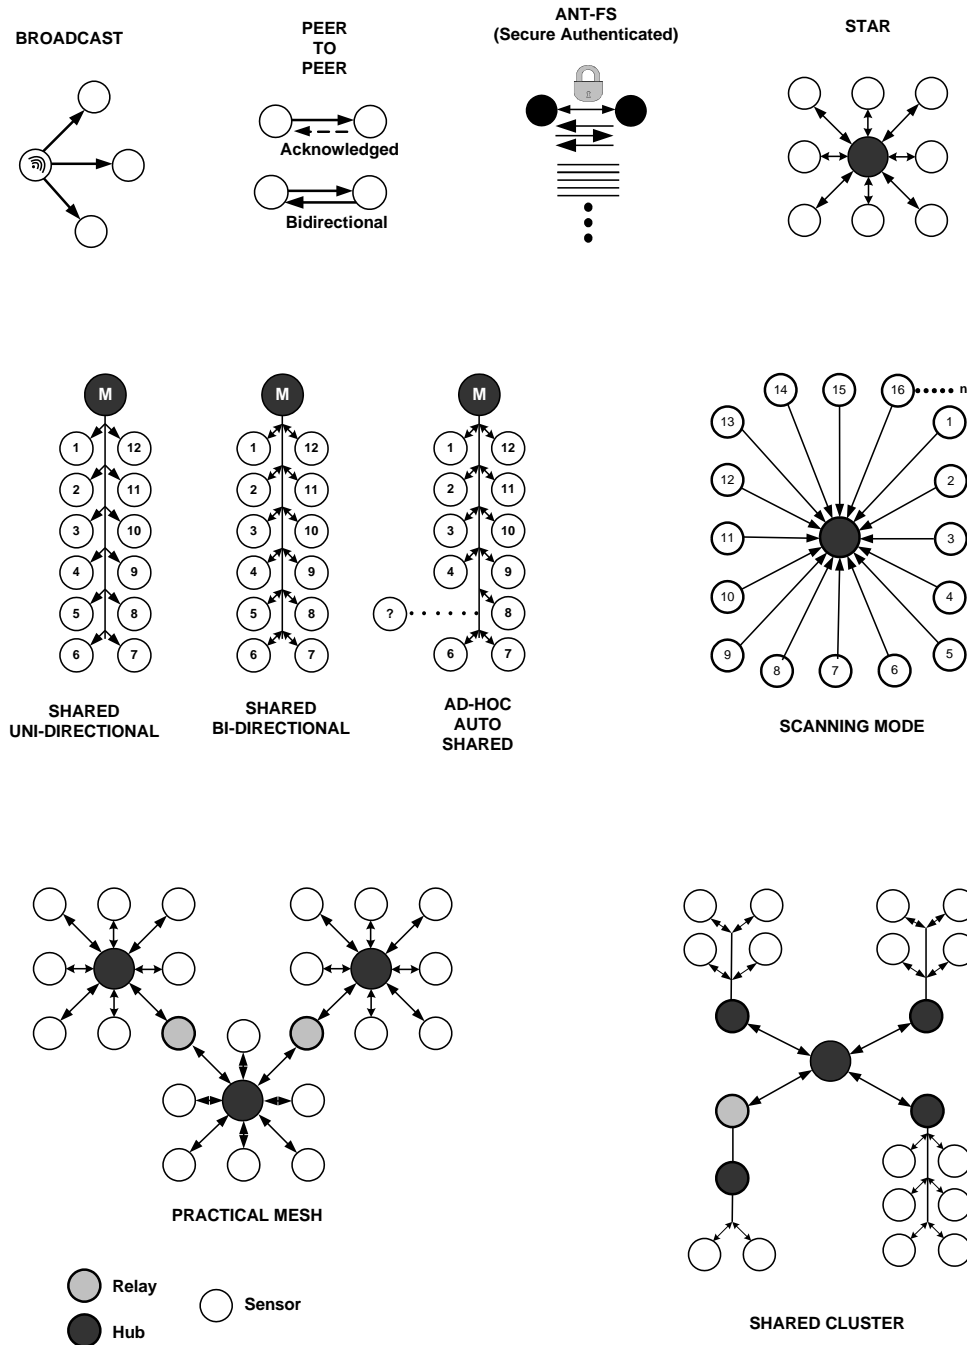 BROADCAST
PEER
TO
PEER
ANT-FS
(Secure Authenticated)
STAR
Acknowledged
Bidirectional
M
1
12
2
11
3
10
4
9
5
8
6
7
SHARED
UNI-DIRECTIONAL
M
1
12
2
11
3
10
4
9
5
8
6
7
SHARED
BI-DIRECTIONAL
M
1
12
2
11
3
10
4
9
?
8
6
7
AD-HOC
AUTO
SHARED
14
15
16
n
13
1
12
2
11
3
10
4
9
5
8
7
6
SCANNING MODE
PRACTICAL MESH
Relay
Sensor
Hub
SHARED CLUSTER